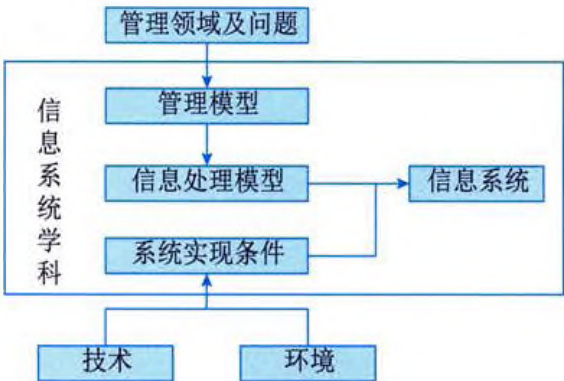 管理领域及问题
信息系统学科
管理模型
信息处理模型
信息系统
系统实现条件
技术
环境